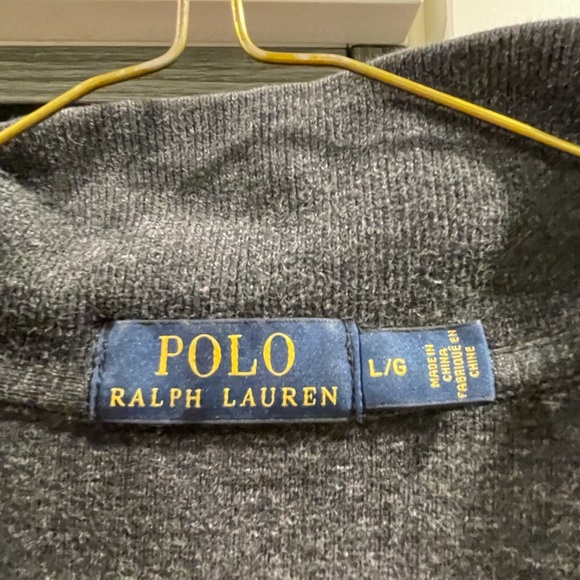 POLO
RALPH LAUREN
L/G
MADE IN
CHINA
FABRIQUÉ EN
CHINE